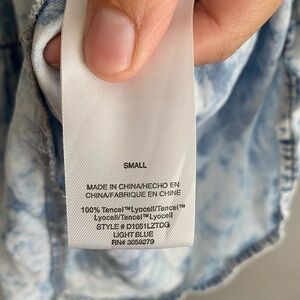 SMALL
MADE IN CHINA/HECHO EN
CHINA/FABRIQUE EN CHINE
100% Tencel™Lyocell/Tencel™
Lyocell/Tencel™Lyocell
STYLE # D1051LZTDG
LIGHT BLUE
RN# 3059279